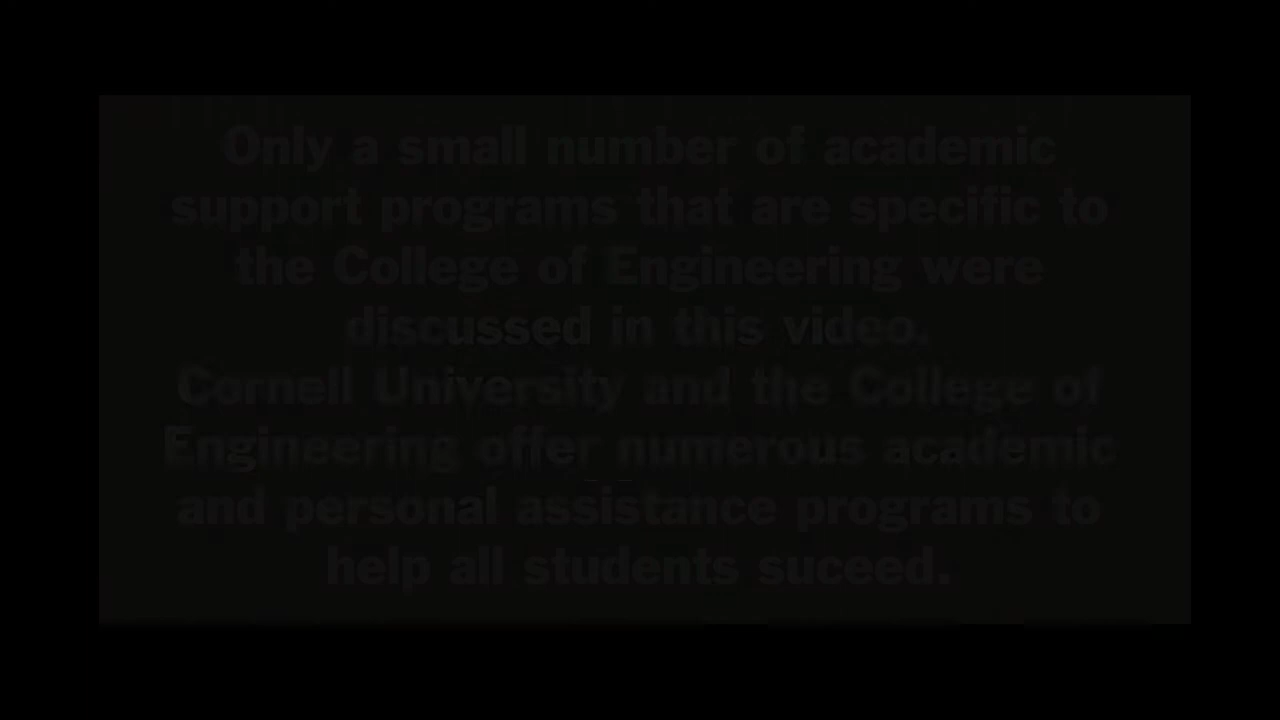 Only a small number of academic
support programs that are specific to
the College of Engineering were
discussed in this video.
Cornell University and the College of
Engineering offer numerous academic
and personal assistance programs to
help all students suceed.